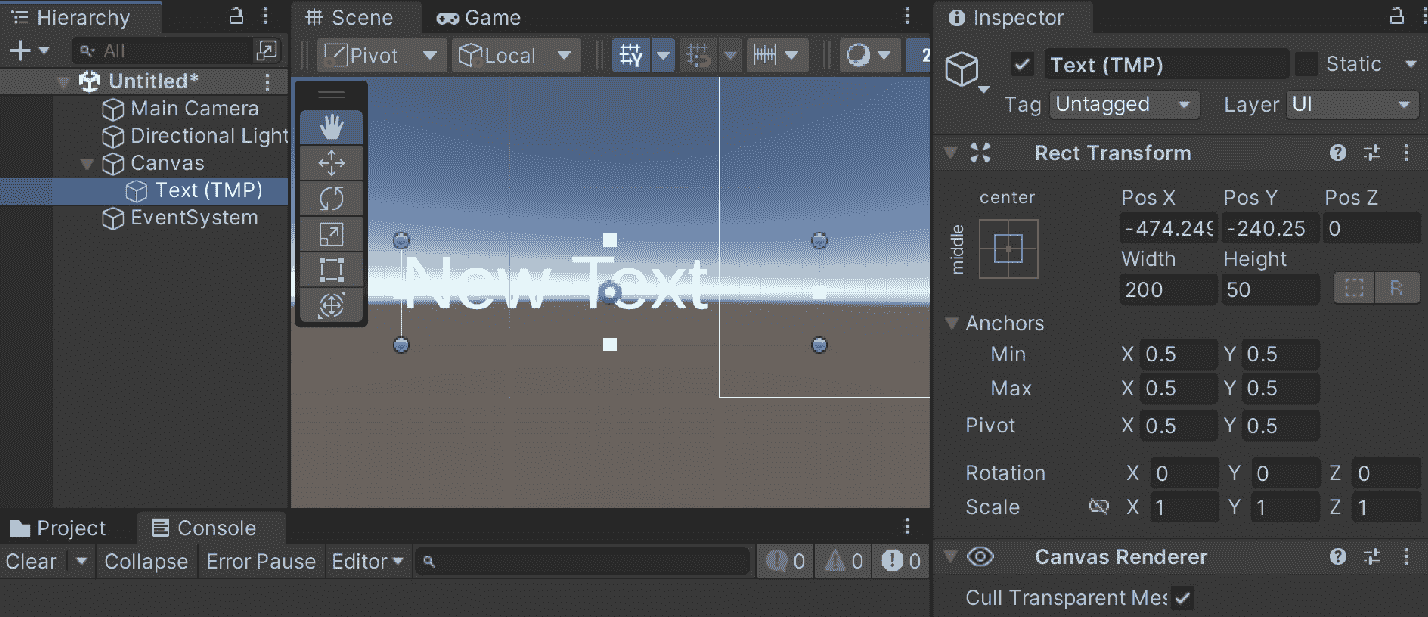 Hierarchy
All
Untitled*
Main Camera
Directional Light
Canvas
Text (TMP)
EventSystem
Scene Game
Pivot Local 2
New Text
Project Console
Clear Collapse Error Pause Editor 0 0 0
Inspector
Text (TMP) Static
Tag Untagged Layer UI
Rect Transform
center Pos X Pos Y Pos Z
middle -474.249 -240.25 0
Width Height
200 50 R
Anchors
Min X 0.5 Y 0.5
Max X 0.5 Y 0.5
Pivot X 0.5 Y 0.5
Rotation X 0 Y 0 Z 0
Scale X 1 Y 1 Z 1
Canvas Renderer
Cull Transparent Mes